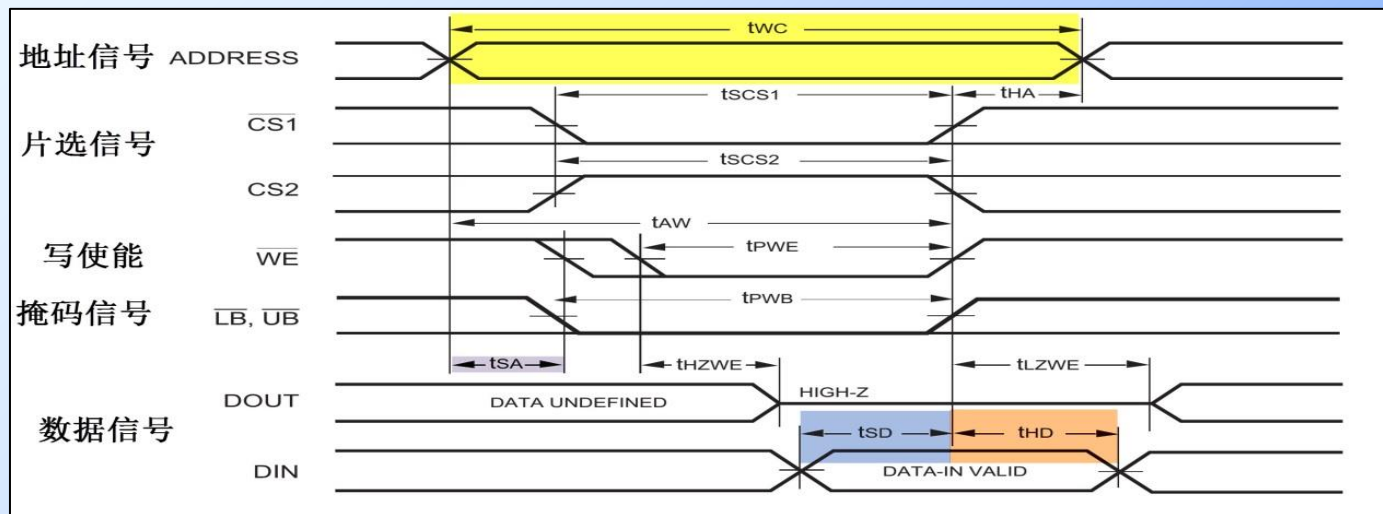 tWC
地址信号 ADDRESS
tSCS1 tHA
CS1
片选信号
tSCS2
CS2
tAW
写使能 WE tPWE
掩码信号 LB, UB tPWB
tSA tHZWE tLZWE
DOUT DATA UNDEFINED HIGH-Z
数据信号
tSD tHD
DIN DATA-IN VALID